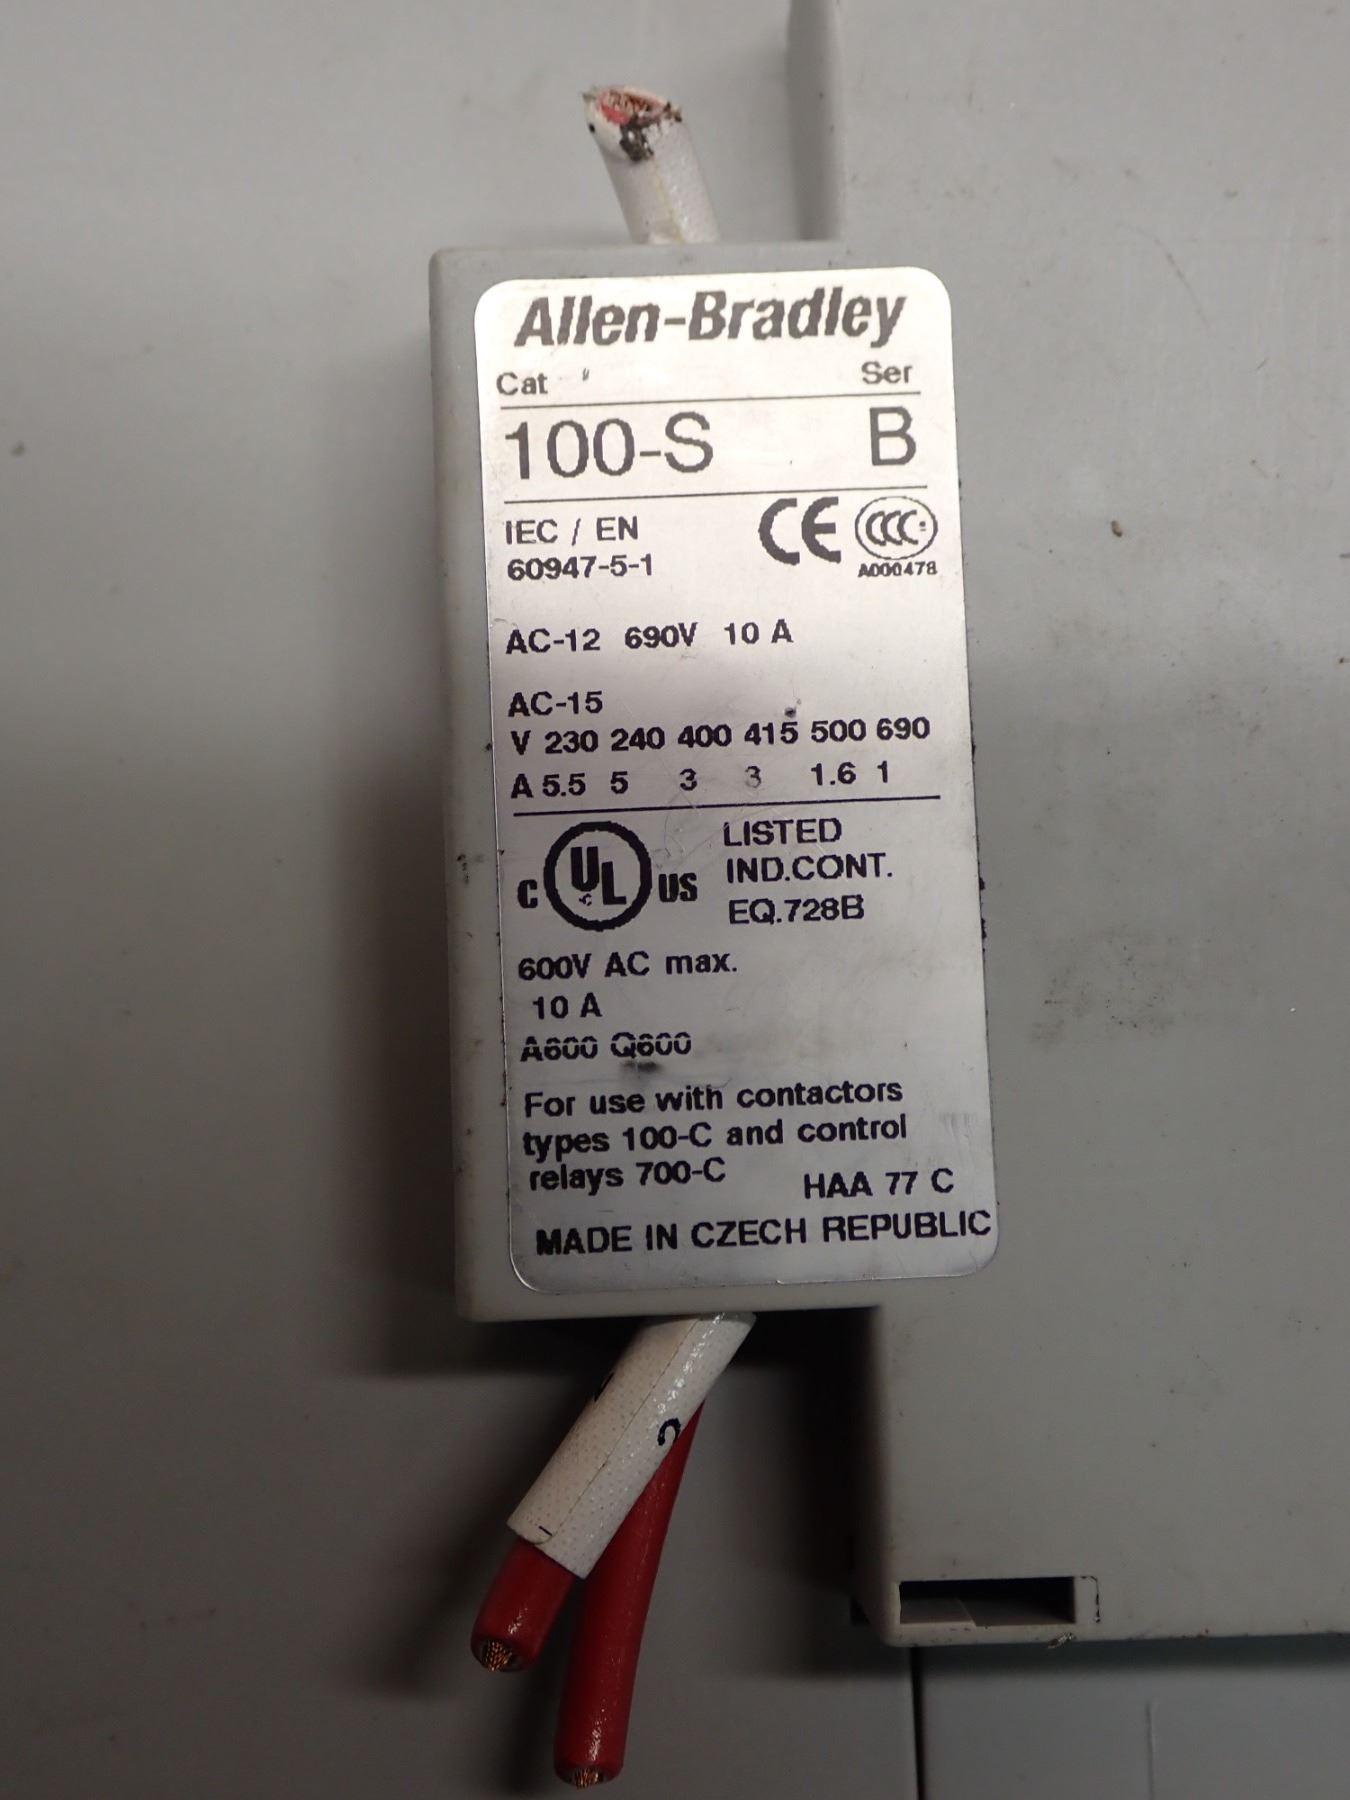 Allen-Bradley
Cat Ser
100-S B
IEC / EN
60947-5-1
CE CCC
A000478
AC-12 690V 10 A
AC-15
V 230 240 400 415 500 690
A 5.5 5 3 3 1.6 1
C UL US
LISTED
IND.CONT.
EQ.728B
600V AC max.
10 A
A600 Q600
For use with contactors
types 100-C and control
relays 700-C
HAA 77 C
MADE IN CZECH REPUBLIC
2